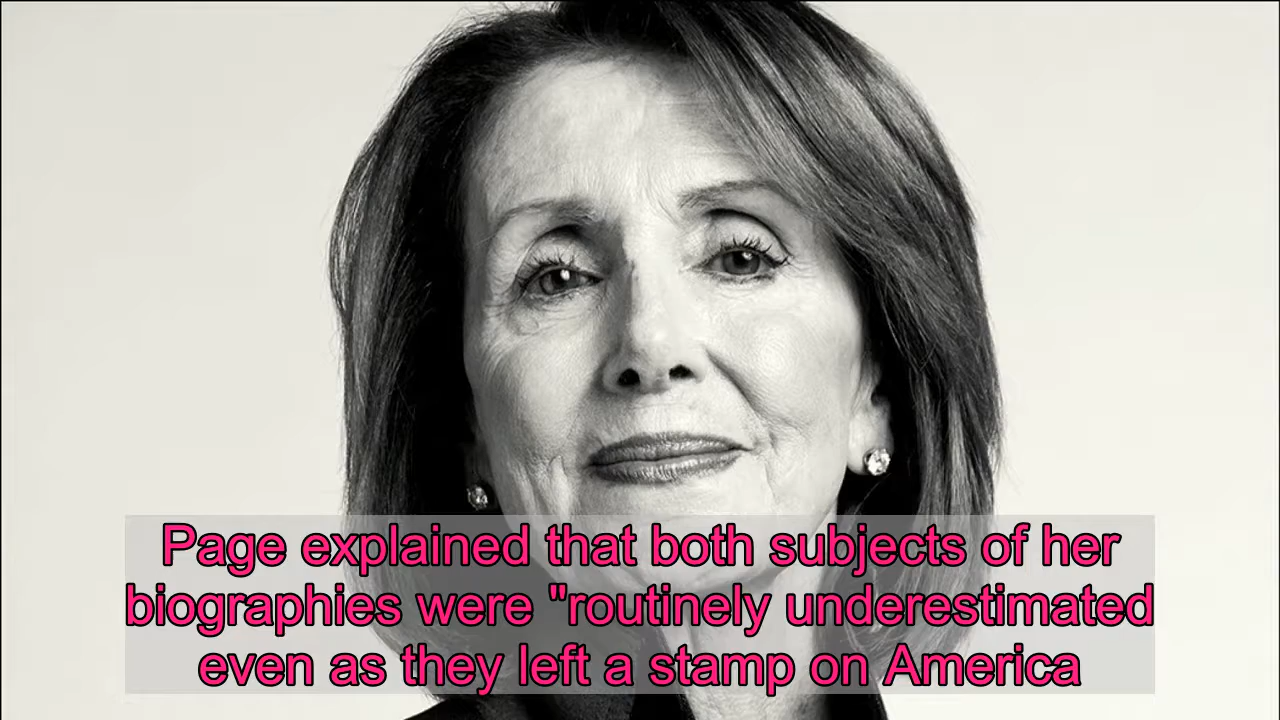 Page explained that both subjects of her
biographies were "routinely underestimated
even as they left a stamp on America